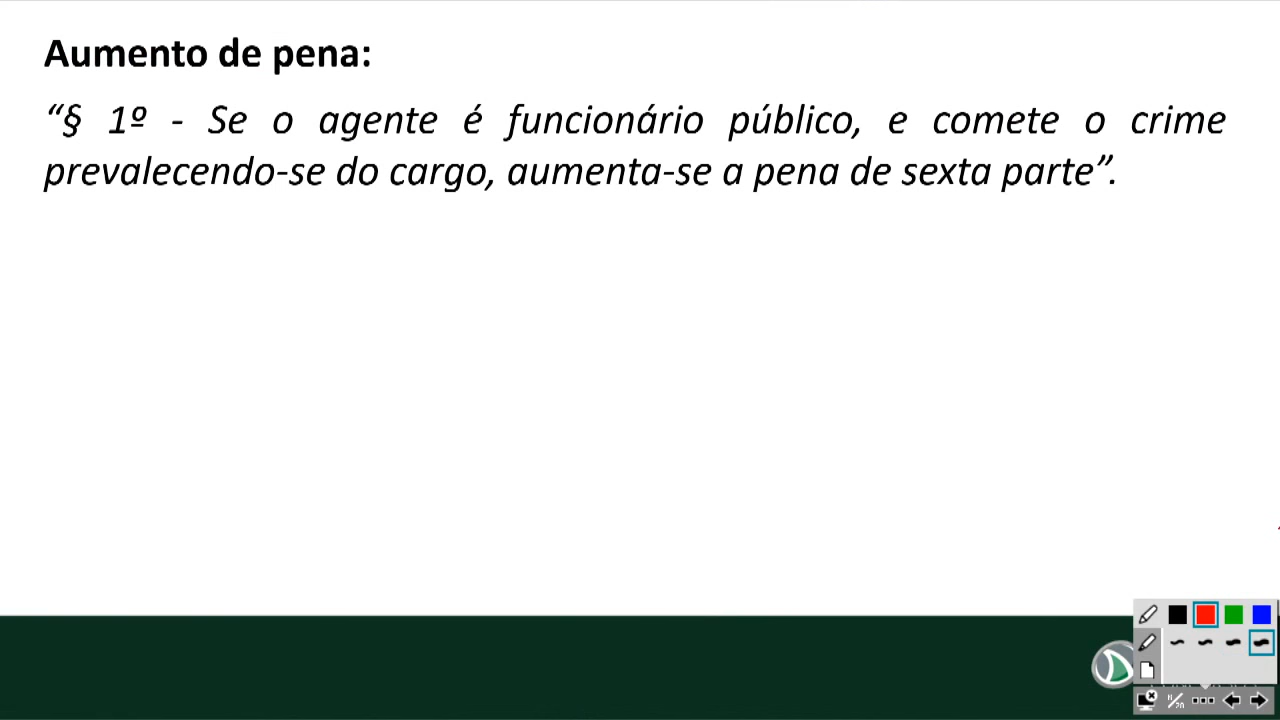 Aumento de pena:
“§ 1º - Se o agente é funcionário público, e comete o crime
prevalecendo-se do cargo, aumenta-se a pena de sexta parte”.